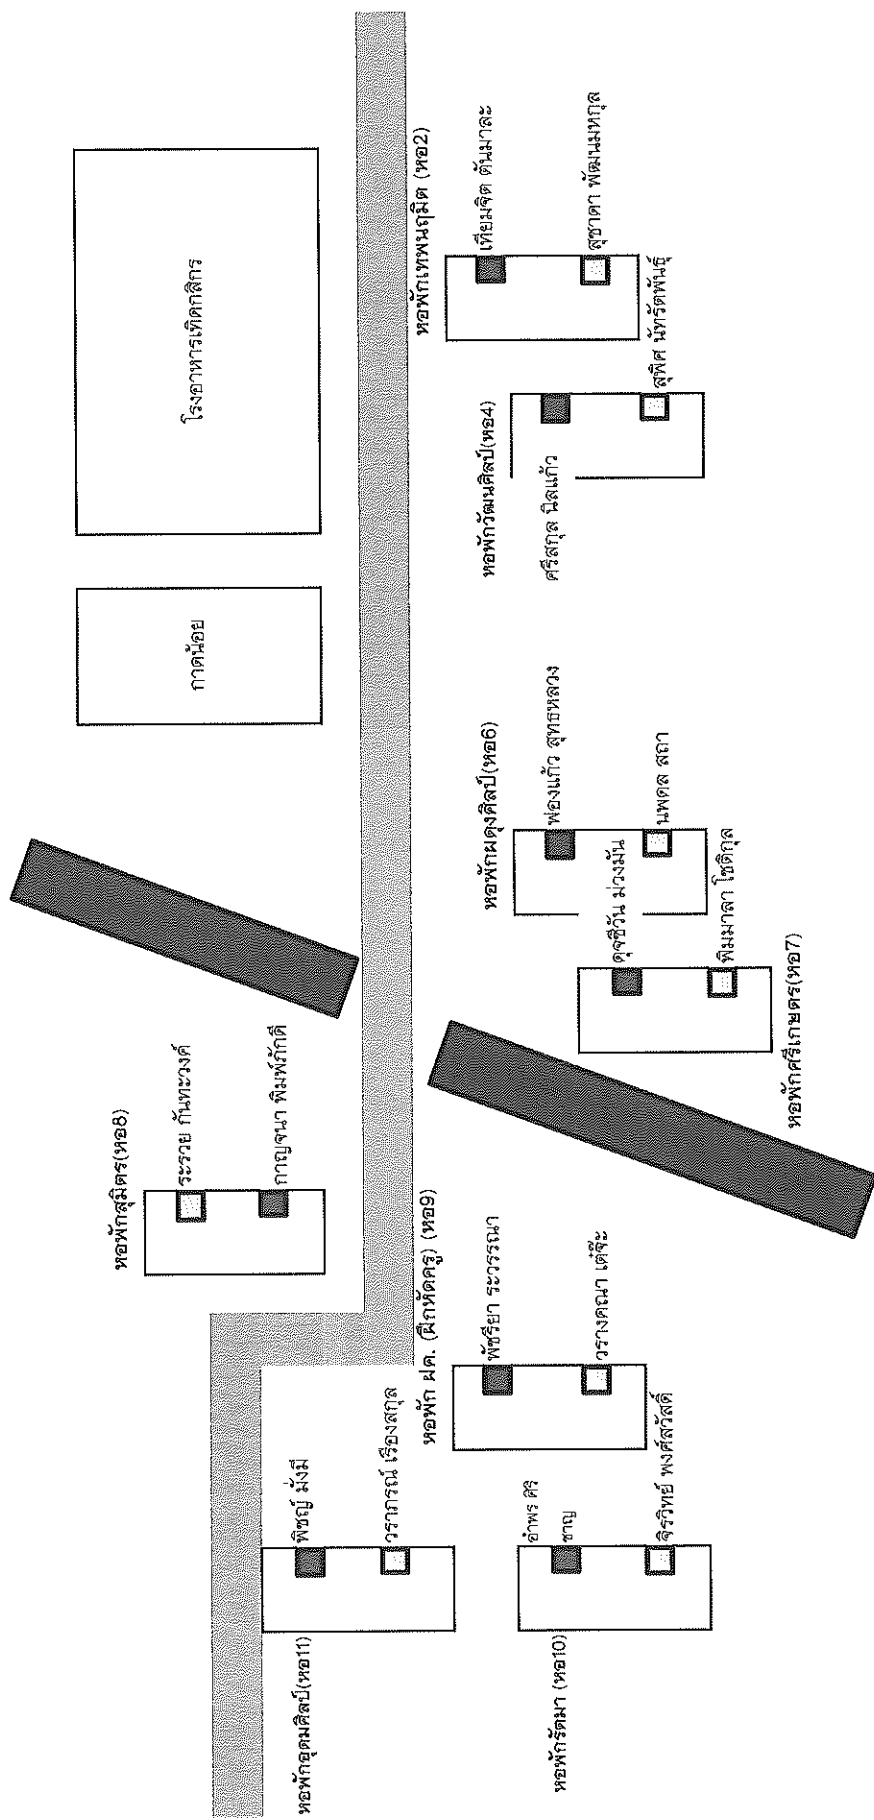 โรงอาหารเทิดกสิกร
กาดน้อย
หอพักสุมิตร(หอ8)
ระรวย กันทะวงค์
กาญจนา พิมพ์ภักดี
หอพักเทพนฤมิต (หอ2)
เทียมจิต ตันมาละ
สุชาดา พัฒนมหกุล
หอพักวัฒนศิลป์(หอ4)
ศรีสกุล นิลแก้ว
สุพิศ นัทธัตพันธุ์
หอพักผดุงศิลป์(หอ6)
ฟองแก้ว สุทธหลวง
นพดล สถา
ดุจชีวัน ม่วงมัน
พิมมาลา โชติกุล
หอพักศรีเกษตร(หอ7)
หอพัก ฝค. (ฝึกหัดครู) (หอ9)
พัชรียา ระวรรณา
วรางคณา เต๋จ๊ะ
หอพักอุดมศิลป์(หอ11)
พิชญ์ มั่งมี
วราภรณ์ เรืองสกุล
หอพักรัตมา (หอ10)
อำพร ศิริ
ชาญ
จิรวิทย์ พงศ์สวัสดิ์